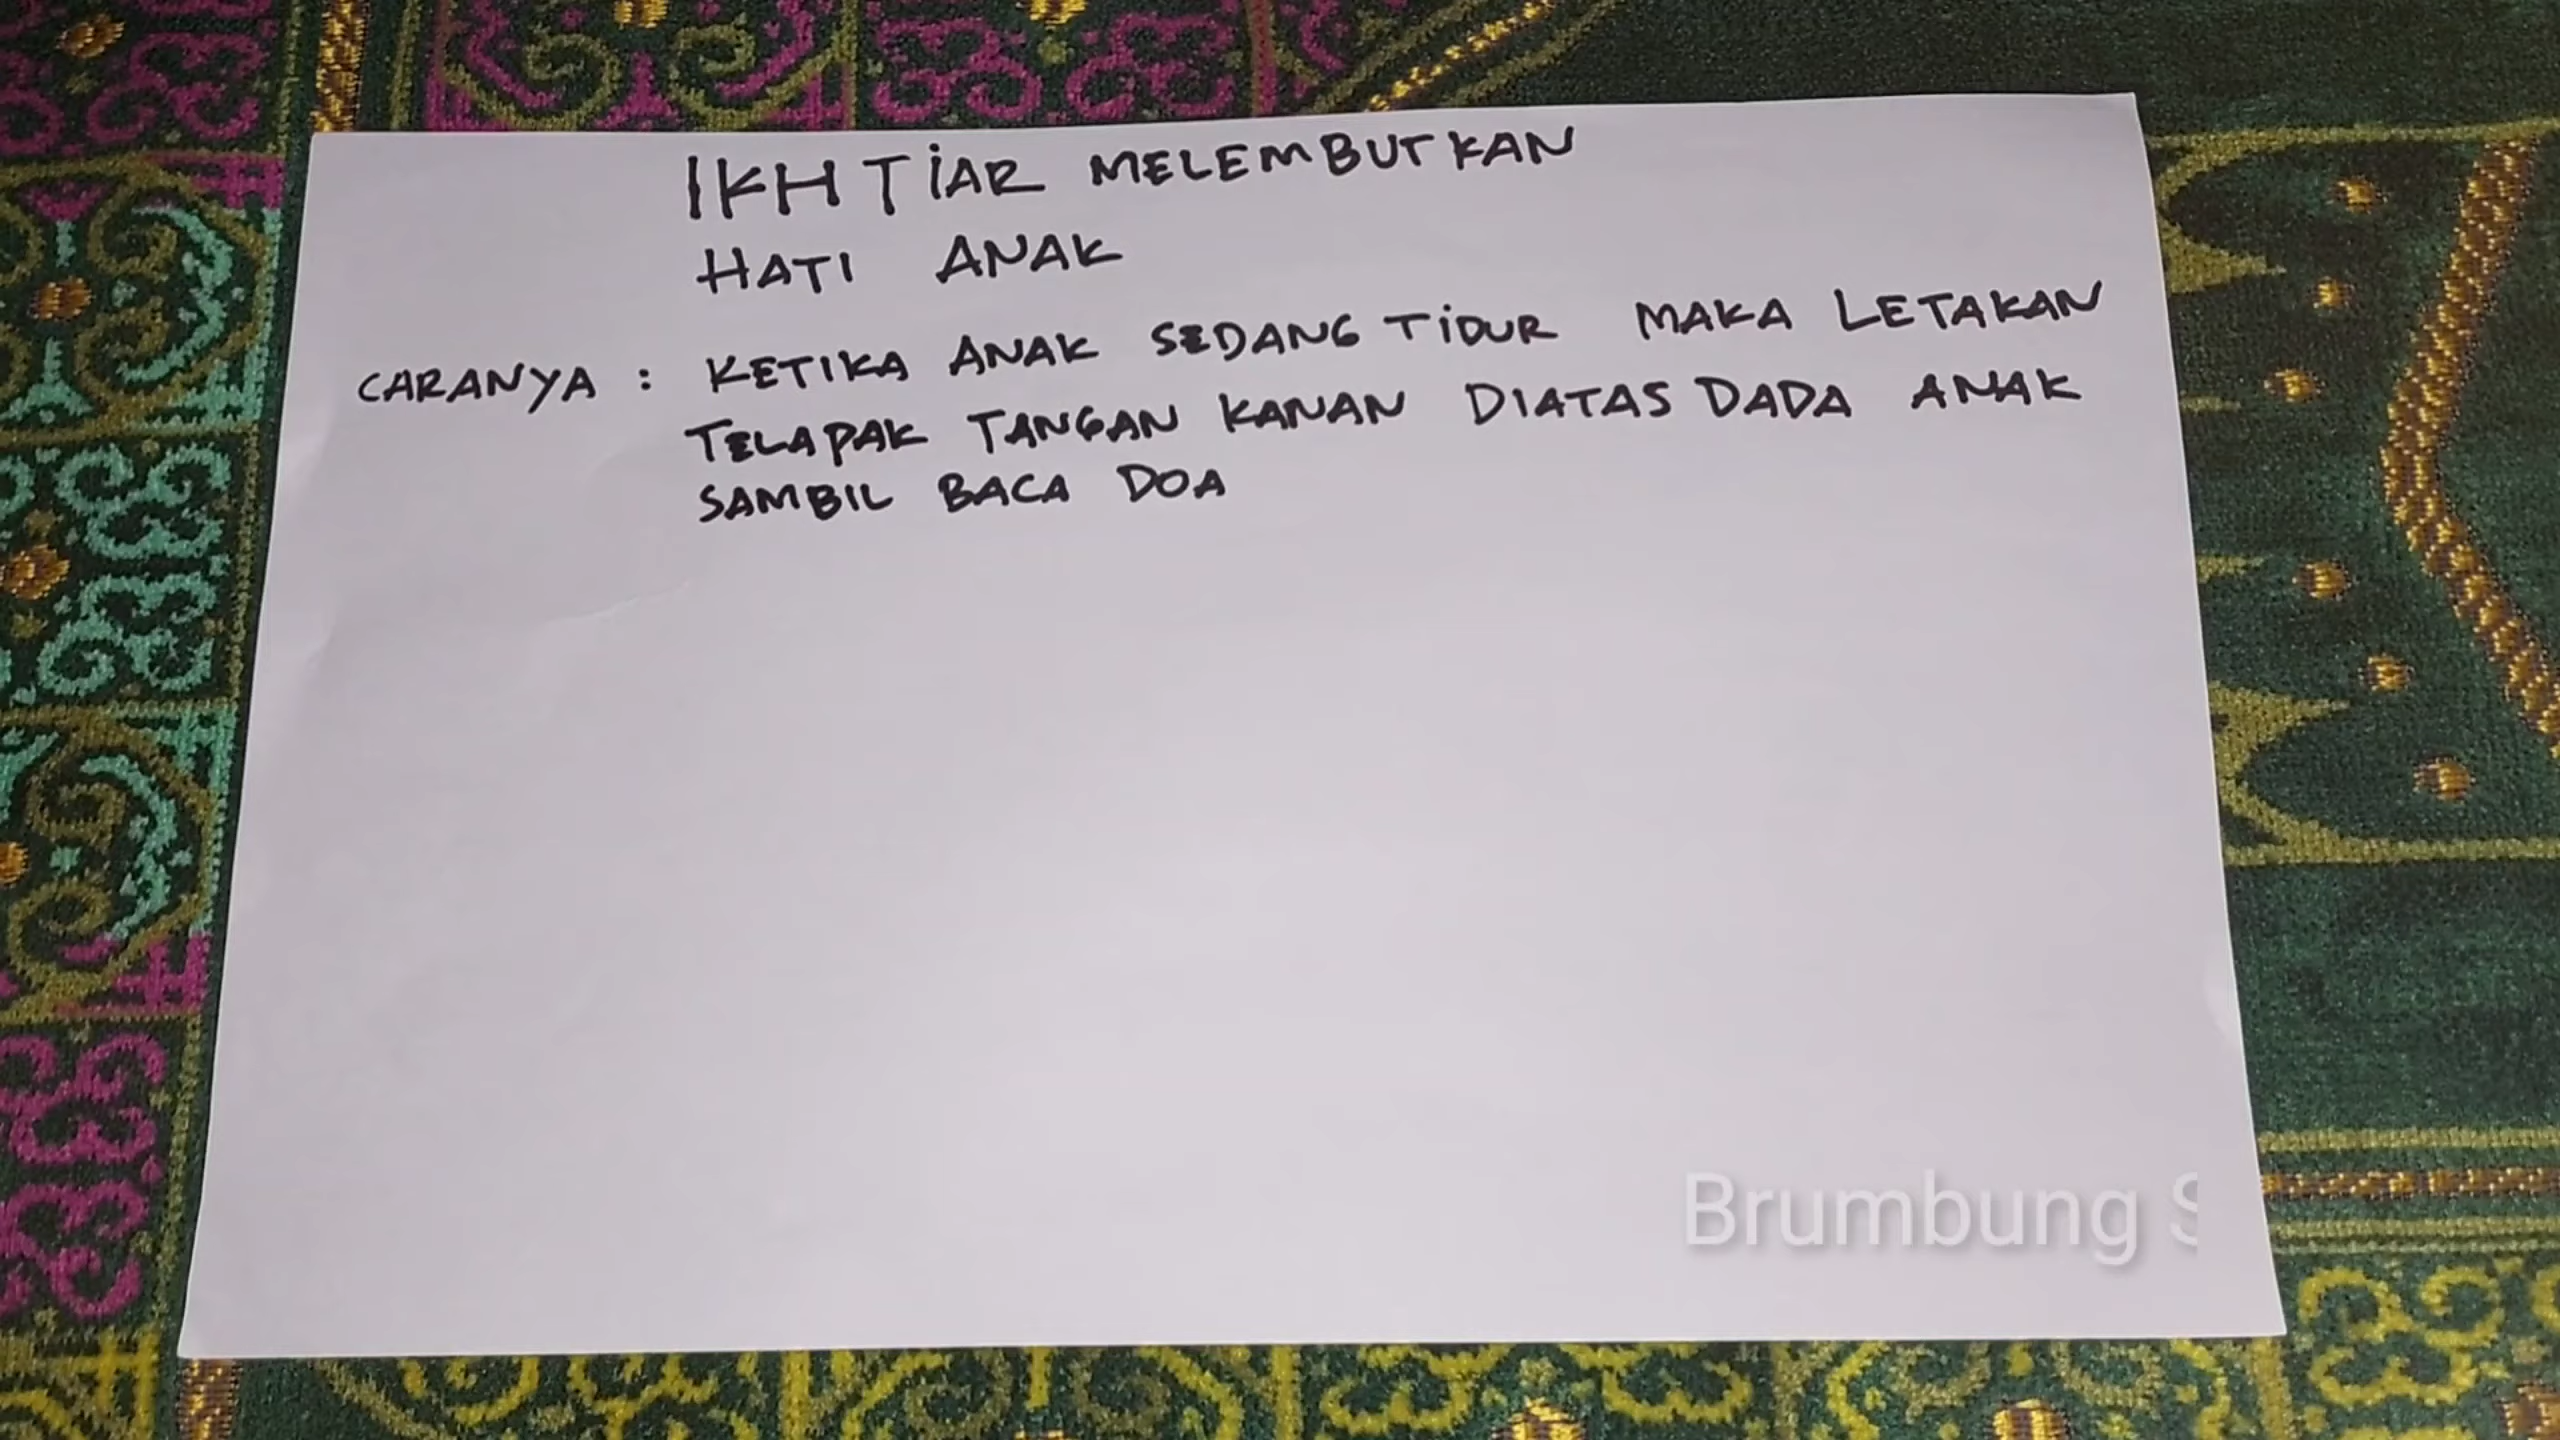 IKHTIAR MELEMBUTKAN
HATI ANAK
CARANYA : KETIKA ANAK SEDANG TIDUR MAKA LETAKAN
TELAPAK TANGAN KANAN DIATAS DADA ANAK
SAMBIL BACA DOA
Brumbung S